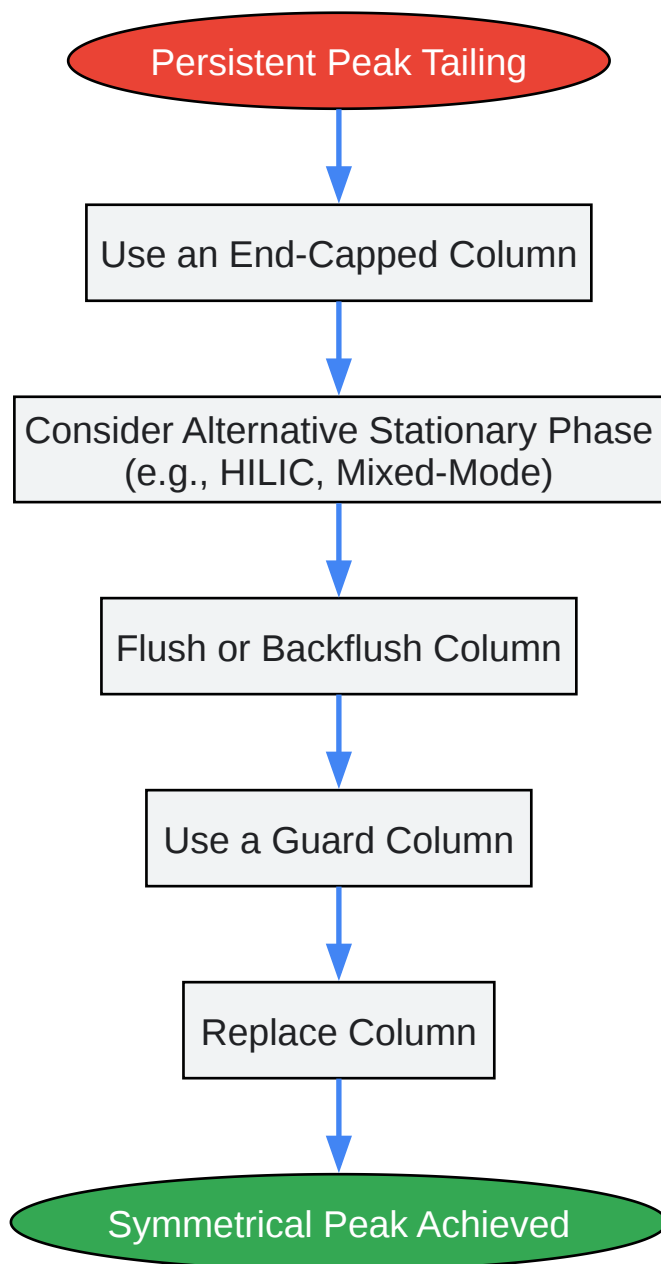 Persistent Peak Tailing
Use an End-Capped Column
Consider Alternative Stationary Phase
(e.g., HILIC, Mixed-Mode)
Flush or Backflush Column
Use a Guard Column
Replace Column
Symmetrical Peak Achieved